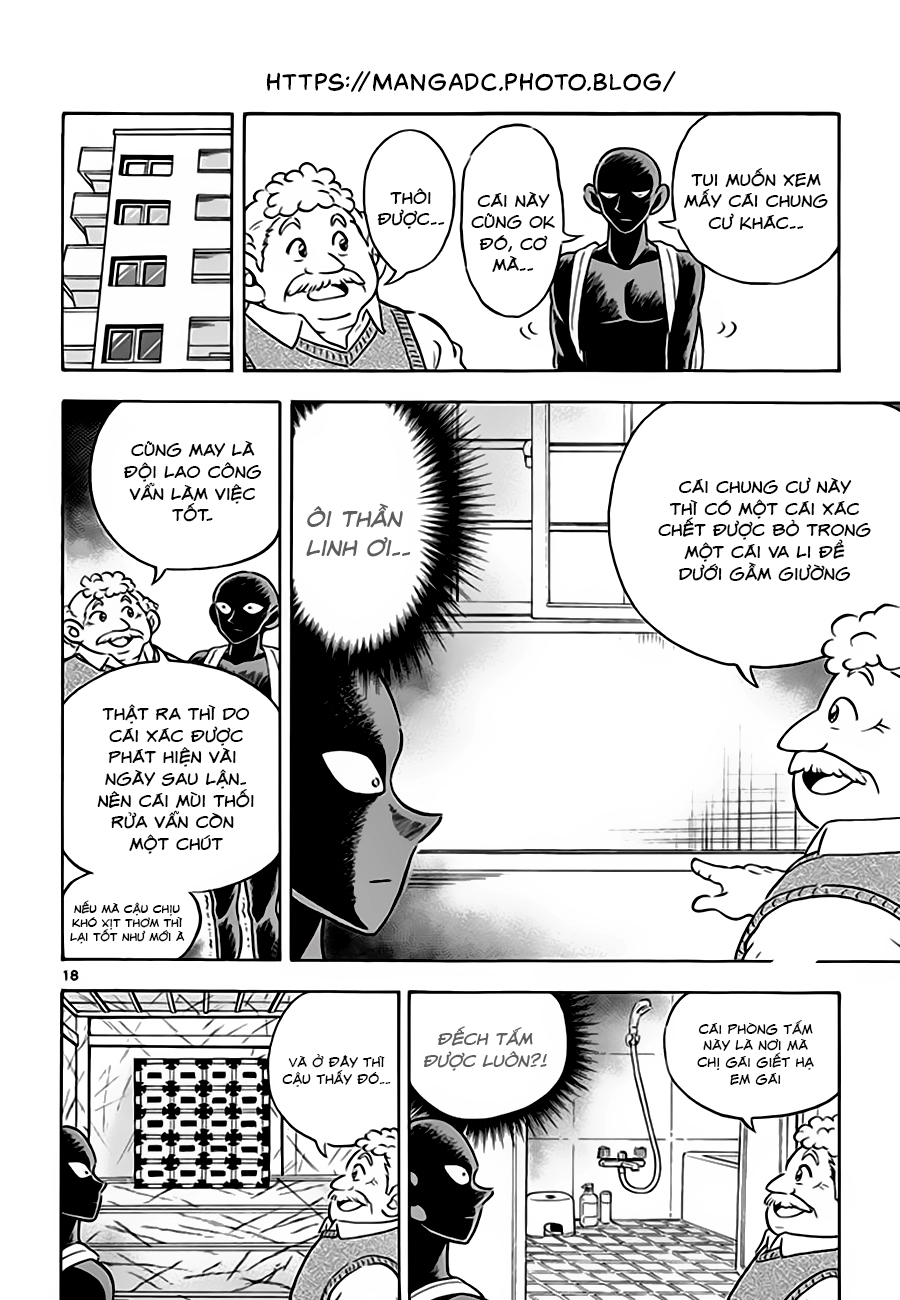 HTTPS://MANGADC.PHOTO.BLOG/
TUI MUỐN XEM
MẤY CÁI CHUNG
CƯ KHÁC...
CÁI NÀY
CŨNG OK
ĐÓ, CƠ
MÀ...
THÔI
ĐƯỢC...
CÁI CHUNG CƯ NÀY
THÌ CÓ MỘT CÁI XÁC
CHẾT ĐƯỢC BỎ TRONG
MỘT CÁI VA LI ĐỂ
DƯỚI GẦM GIƯỜNG
ÔI THẦN
LINH ƠI...
CŨNG MAY LÀ
ĐỘI LAO CÔNG
VẪN LÀM VIỆC
TỐT..
THẬT RA THÌ DO
CÁI XÁC ĐƯỢC
PHÁT HIỆN VÀI
NGÀY SAU LẬN..
NÊN CÁI MÙI THỐI
RỬA VẪN CÒN
MỘT CHÚT
NẾU MÀ CẬU CHỊU
KHÓ XỊT THƠM THÌ
LẠI TỐT NHƯ MỚI À
18
CÁI PHÒNG TẮM
NÀY LÀ NƠI MÀ
CHỊ GÁI GIẾT HẠ
EM GÁI
ĐẾCH TẮM
ĐƯỢC LUÔN?!
VÀ Ở ĐÂY THÌ
CẬU THẤY ĐÓ...